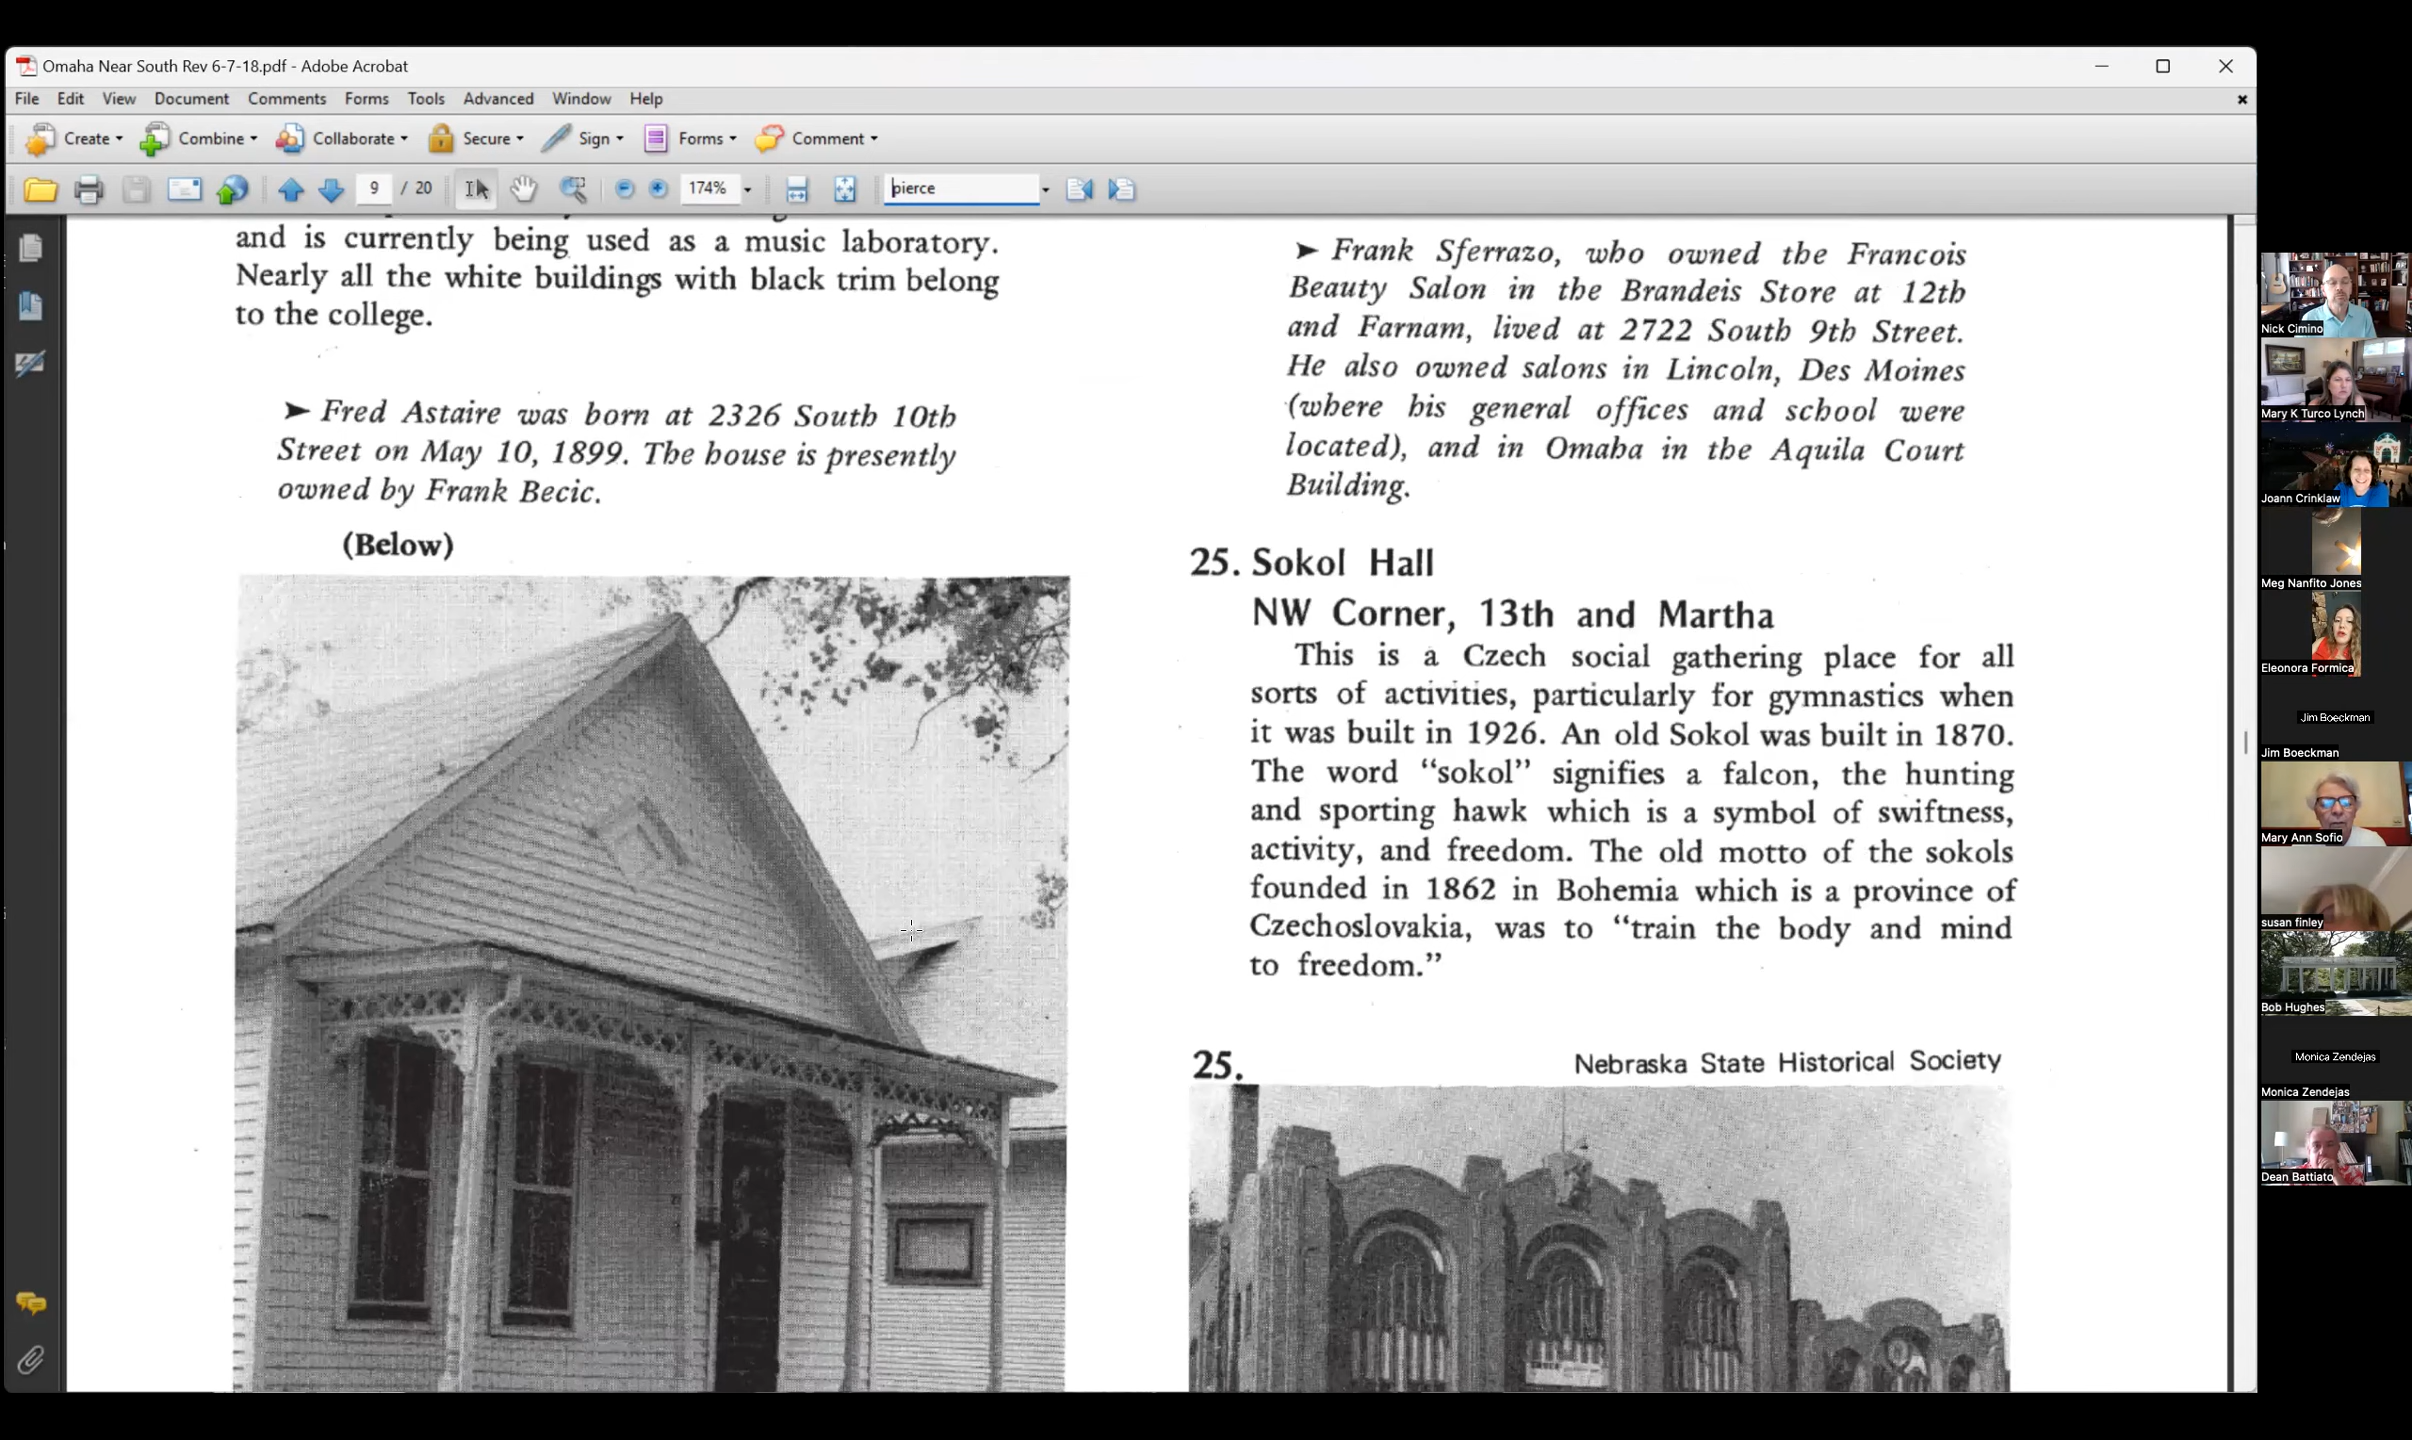 Omaha Near South Rev 6-7-18.pdf - Adobe Acrobat
File Edit View Document Comments Forms Tools Advanced Window Help
Create Combine Collaborate Secure Sign Forms Comment
9 / 20 174% pierce
and is currently being used as a music laboratory.
Nearly all the white buildings with black trim belong
to the college.
➤ Fred Astaire was born at 2326 South 10th
Street on May 10, 1899. The house is presently
owned by Frank Becic.
(Below)
➤ Frank Sferrazo, who owned the Francois
Beauty Salon in the Brandeis Store at 12th
and Farnam, lived at 2722 South 9th Street.
He also owned salons in Lincoln, Des Moines
(where his general offices and school were
located), and in Omaha in the Aquila Court
Building.
25. Sokol Hall
NW Corner, 13th and Martha
This is a Czech social gathering place for all
sorts of activities, particularly for gymnastics when
it was built in 1926. An old Sokol was built in 1870.
The word “sokol” signifies a falcon, the hunting
and sporting hawk which is a symbol of swiftness,
activity, and freedom. The old motto of the sokols
founded in 1862 in Bohemia which is a province of
Czechoslovakia, was to “train the body and mind
to freedom.”
25. Nebraska State Historical Society
Nick Cimino
Mary K Turco Lynch
Joann Crinklaw
Meg Nanfito Jones
Eleonora Formica
Jim Boeckman
Jim Boeckman
Mary Ann Sofio
susan finley
Bob Hughes
Monica Zendejas
Monica Zendejas
Dean Battiato